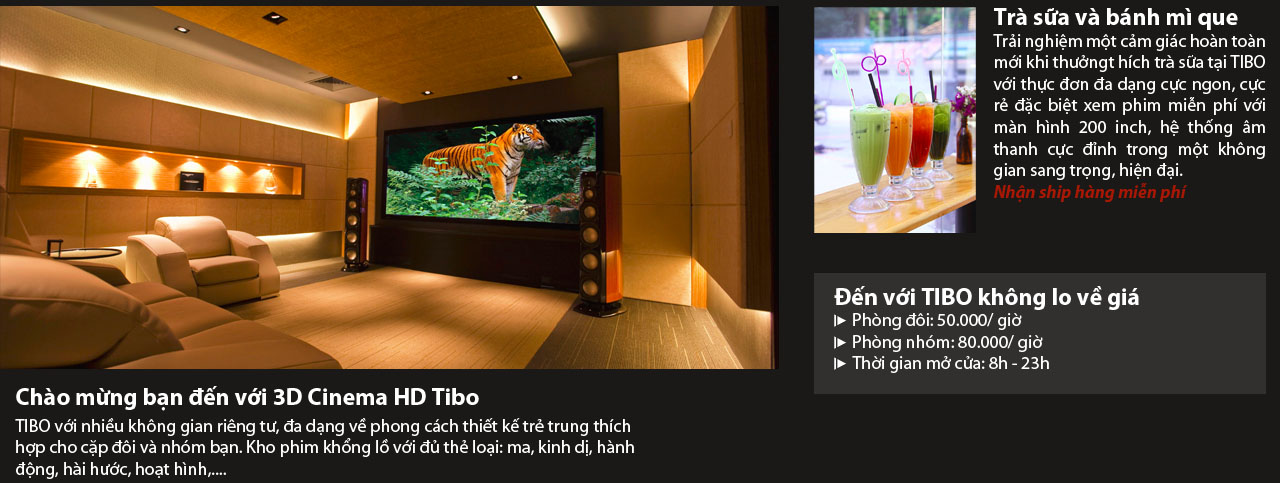 Chào mừng bạn đến với 3D Cinema HD Tibo
TIBO với nhiều không gian riêng tư, đa dạng về phong cách thiết kế trẻ trung thích
hợp cho cặp đôi và nhóm bạn. Kho phim khổng lồ với đủ thẻ loại: ma, kinh dị, hành
động, hài hước, hoạt hình,....
Trà sữa và bánh mì que
Trải nghiệm một cảm giác hoàn toàn
mới khi thưởngt hích trà sữa tại TIBO
với thực đơn đa dạng cực ngon, cực
rẻ đặc biệt xem phim miễn phí với
màn hình 200 inch, hệ thống âm
thanh cực đỉnh trong một không
gian sang trọng, hiện đại.
Nhận ship hàng miễn phí
Đến với TIBO không lo về giá
Phòng đôi: 50.000/ giờ
Phòng nhóm: 80.000/ giờ
Thời gian mở cửa: 8h - 23h